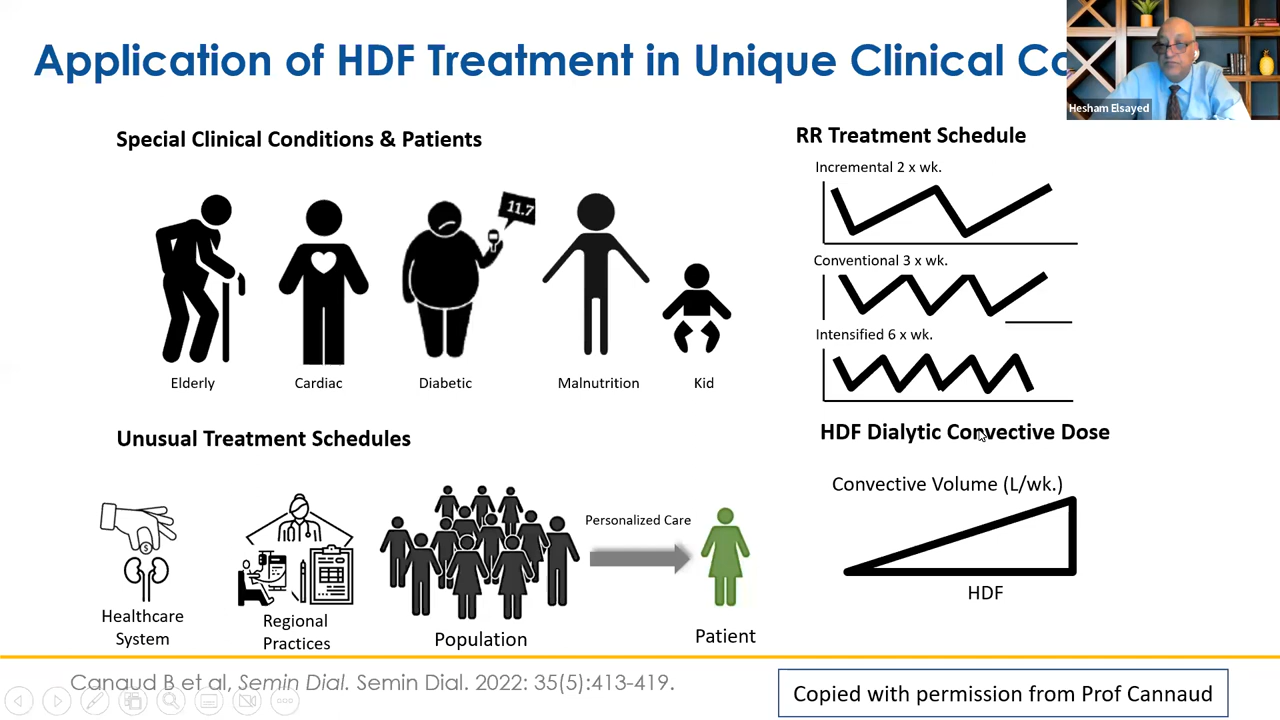 Application of HDF Treatment in Unique Clinical Co
Hesham Elsayed
Special Clinical Conditions & Patients
11.7
Elderly
Cardiac
Diabetic
Malnutrition
Kid
RR Treatment Schedule
Incremental 2 x wk.
Conventional 3 x wk.
Intensified 6 x wk.
Unusual Treatment Schedules
$
Healthcare
System
Regional
Practices
Population
Personalized Care
Patient
HDF Dialytic Convective Dose
Convective Volume (L/wk.)
HDF
Canaud B et al, Semin Dial. Semin Dial. 2022: 35(5):413-419.
Copied with permission from Prof Cannaud